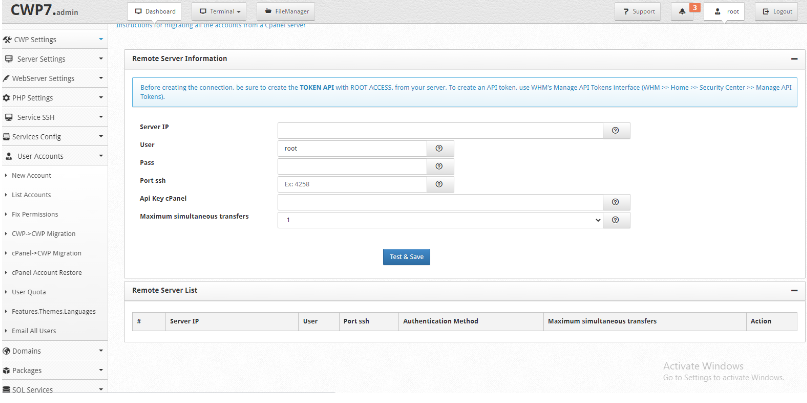 CWP7.admin
Dashboard
Terminal
FileManager
? Support
3
root
Logout
instructions for migrating all the accounts from a cPanel server
CWP Settings
Server Settings
WebServer Settings
PHP Settings
Service SSH
Services Config
User Accounts
New Account
List Accounts
Fix Permissions
CWP->CWP Migration
cPanel->CWP Migration
cPanel Account Restore
User Quota
Features,Themes,Languages
Email All Users
Domains
Packages
SQL Services
Remote Server Information
Before creating the connection, be sure to create the TOKEN API with ROOT ACCESS, from your server. To create an API token, use WHM's Manage API Tokens interface (WHM >> Home >> Security Center >> Manage API
Tokens).
Server IP
User
root
Pass
Port ssh
Ex: 4250
Api Key cPanel
Maximum simultaneous transfers
1
Test & Save
Remote Server List
# Server IP User Port ssh Authentication Method Maximum simultaneous transfers Action
Activate Windows
Go to Settings to activate Windows.